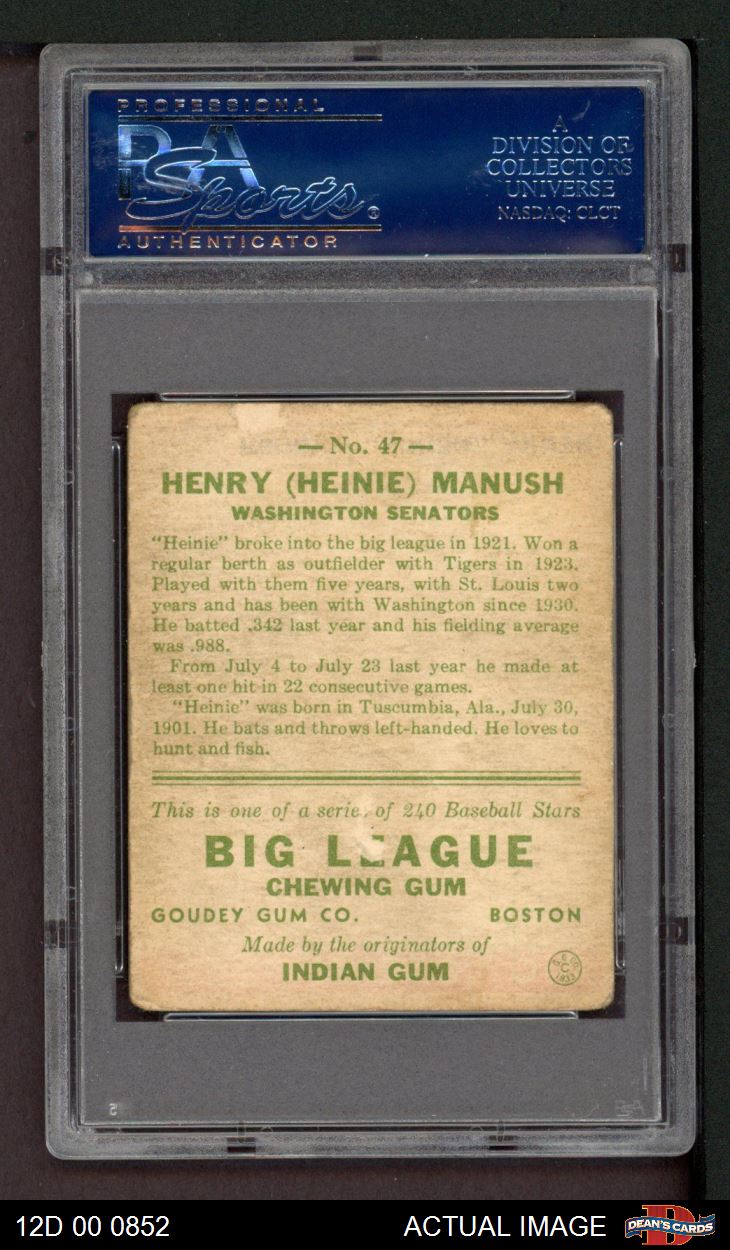 PROFESSIONAL
PSA
Sports
AUTHENTICATOR
A
DIVISION OF
COLLECTORS
UNIVERSE
NASDAQ: CLCT
— No. 47 —
HENRY (HEINIE) MANUSH
WASHINGTON SENATORS
"Heinie" broke into the big league in 1921. Won a
regular berth as outfielder with Tigers in 1923.
Played with them five years, with St. Louis two
years and has been with Washington since 1930.
He batted .342 last year and his fielding average
was .988.
From July 4 to July 23 last year he made at
least one hit in 22 consecutive games.
"Heinie" was born in Tuscumbia, Ala., July 30,
1901. He bats and throws left-handed. He loves to
hunt and fish.
This is one of a series of 240 Baseball Stars
BIG LEAGUE
CHEWING GUM
GOUDEY GUM CO. BOSTON
Made by the originators of
INDIAN GUM
12D 00 0852 ACTUAL IMAGE DEAN'S CARDS